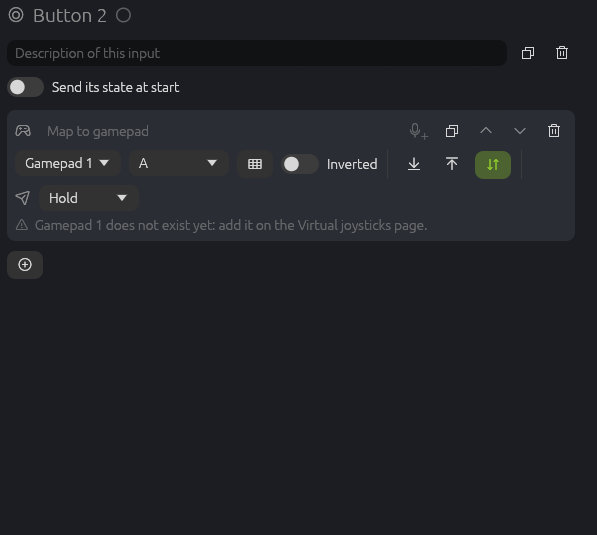 Button 2
Description of this input
Send its state at start
Map to gamepad
Gamepad 1 A Inverted
Hold
Gamepad 1 does not exist yet: add it on the Virtual joysticks page.